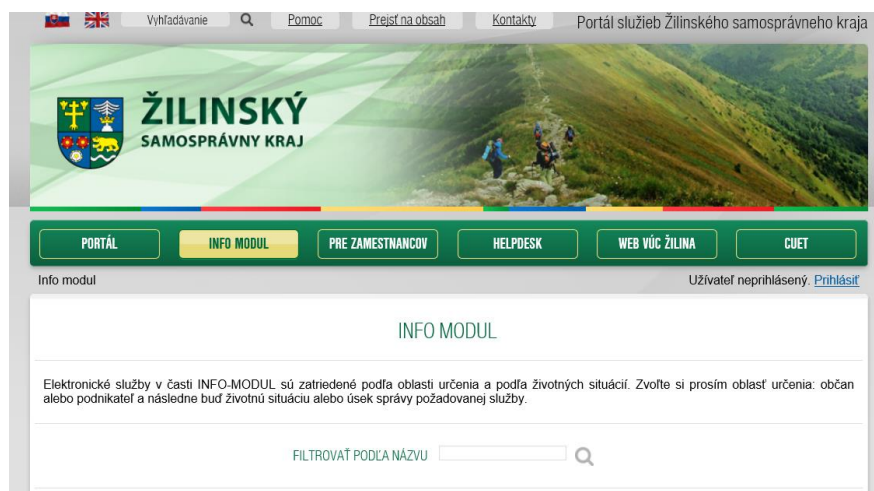 Vyhľadávanie Pomoc Prejsť na obsah Kontakty Portál služieb Žilinského samosprávneho kraja
ŽILINSKÝ
SAMOSPRÁVNY KRAJ
PORTÁL INFO MODUL PRE ZAMESTNANCOV HELPDESK WEB VÚC ŽILINA CUET
Info modul Užívateľ neprihlásený. Prihlásiť
INFO MODUL
Elektronické služby v časti INFO-MODUL sú zatriedené podľa oblasti určenia a podľa životných situácií. Zvoľte si prosím oblasť určenia: občan
alebo podnikateľ a následne buď životnú situáciu alebo úsek správy požadovanej služby.
FILTROVAŤ PODĽA NÁZVU